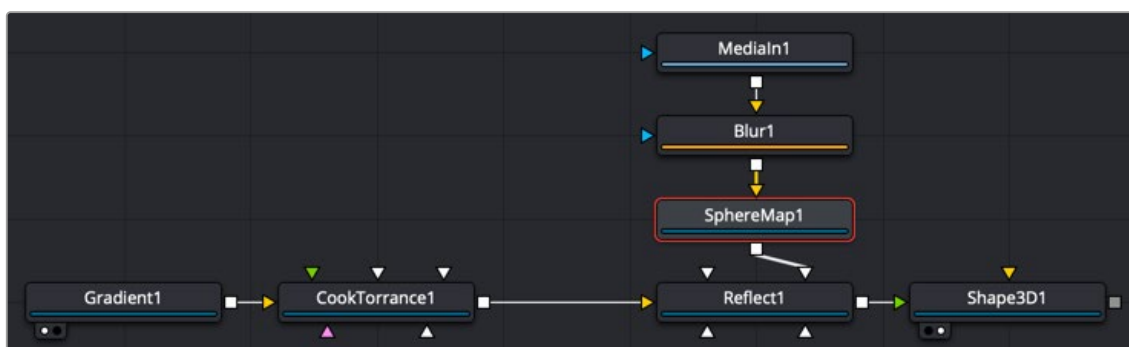 MediaIn1
Blur1
SphereMap1
Gradient1
CookTorrance1
Reflect1
Shape3D1